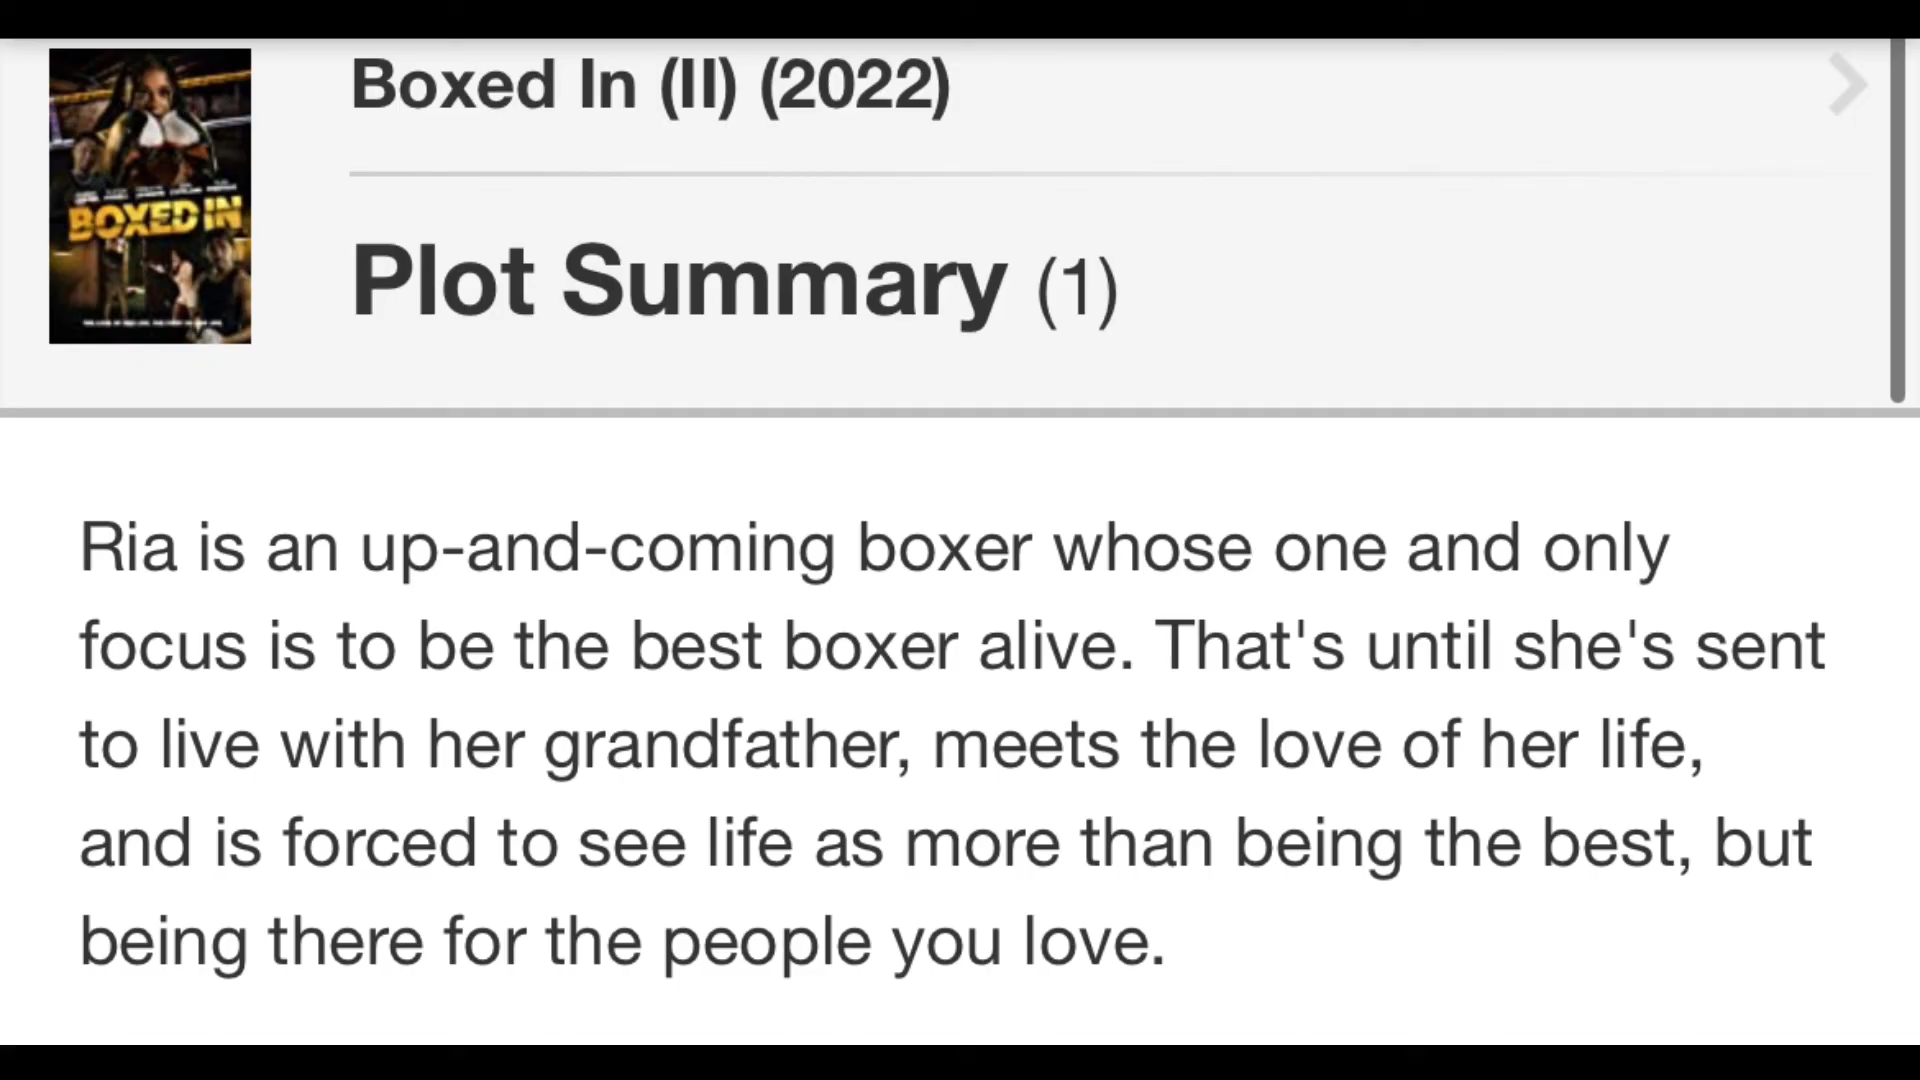 Boxed In (II) (2022)
BOXED IN
Plot Summary (1)
Ria is an up-and-coming boxer whose one and only
focus is to be the best boxer alive. That's until she's sent
to live with her grandfather, meets the love of her life,
and is forced to see life as more than being the best, but
being there for the people you love.